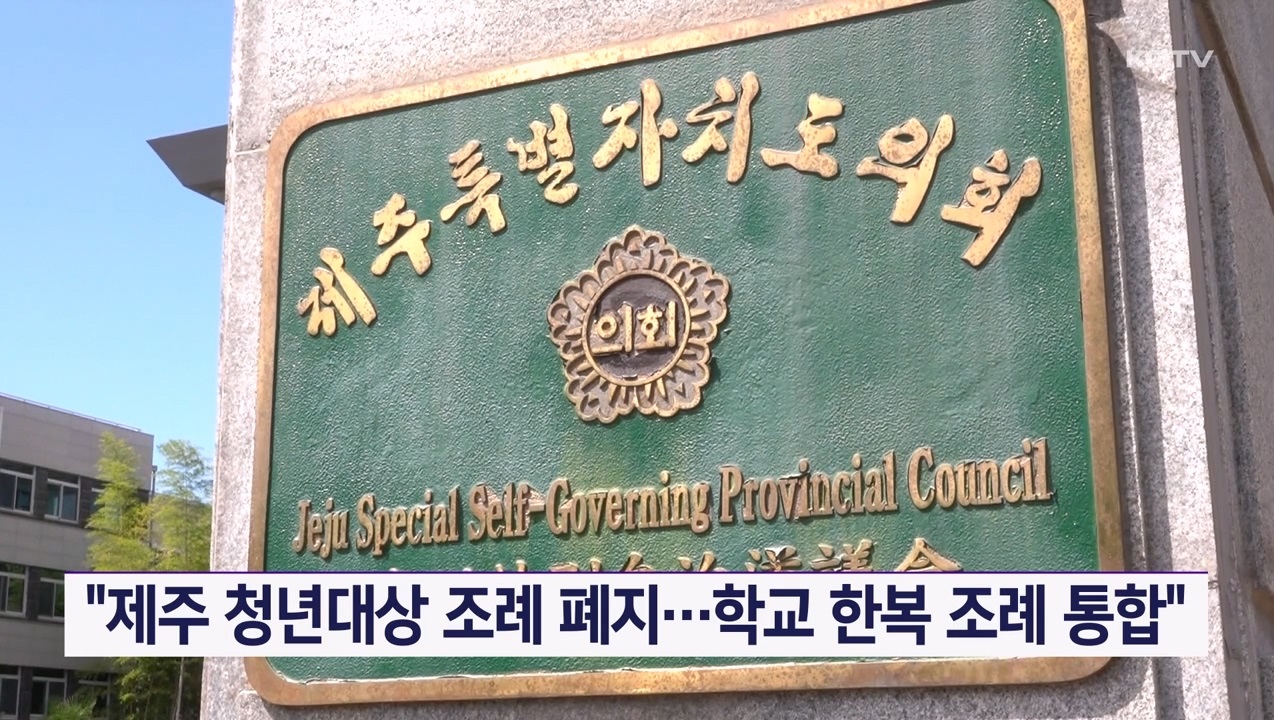 제주특별자치도의회
의회
Jeju Special Self-Governing Provincial Council
"제주 청년대상 조례 폐지…학교 한복 조례 통합"